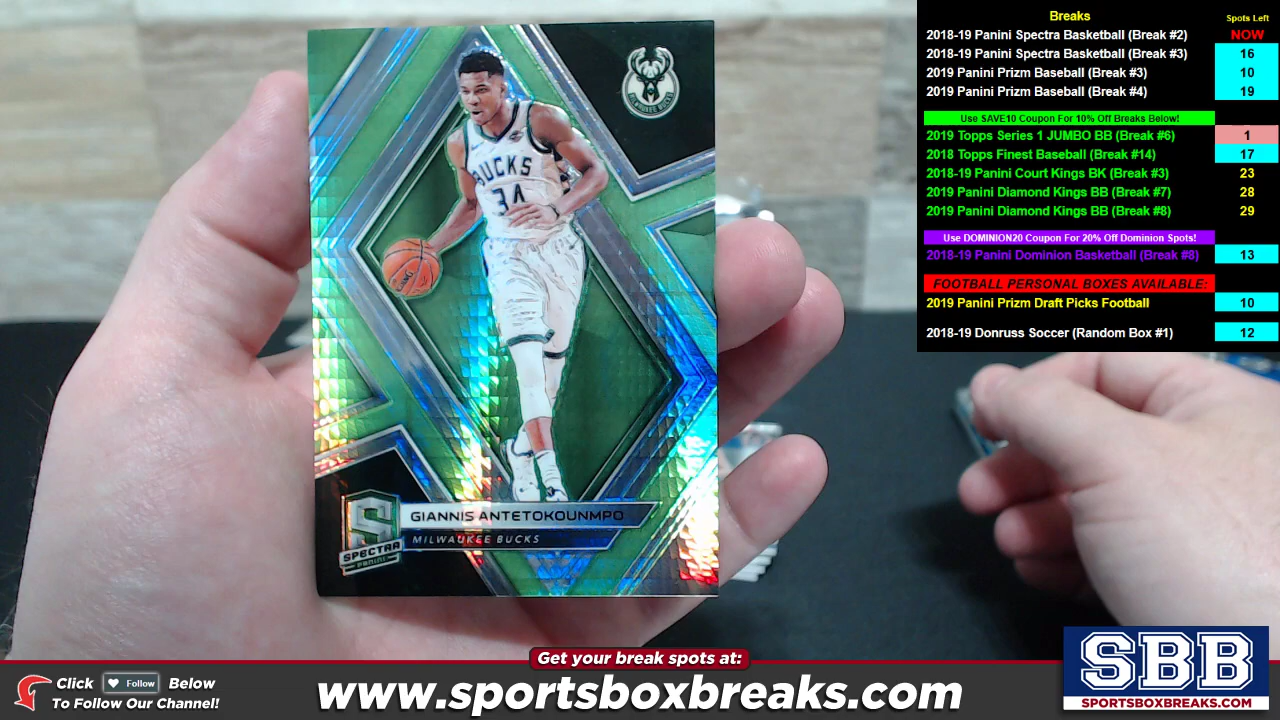 BUCKS
34
MILWAUKEE BUCKS
S
SPECTRA
PANINI
GIANNIS ANTETOKOUNMPO
MILWAUKEE BUCKS
Breaks Spots Left
2018-19 Panini Spectra Basketball (Break #2) NOW
2018-19 Panini Spectra Basketball (Break #3) 16
2019 Panini Prizm Baseball (Break #3) 10
2019 Panini Prizm Baseball (Break #4) 19
Use SAVE10 Coupon For 10% Off Breaks Below!
2019 Topps Series 1 JUMBO BB (Break #6) 1
2018 Topps Finest Baseball (Break #14) 17
2018-19 Panini Court Kings BK (Break #3) 23
2019 Panini Diamond Kings BB (Break #7) 28
2019 Panini Diamond Kings BB (Break #8) 29
Use DOMINION20 Coupon For 20% Off Dominion Spots!
2018-19 Panini Dominion Basketball (Break #8) 13
FOOTBALL PERSONAL BOXES AVAILABLE:
2019 Panini Prizm Draft Picks Football 10
2018-19 Donruss Soccer (Random Box #1) 12
Get your break spots at:
Click Follow Below
To Follow Our Channel!
www.sportsboxbreaks.com
SBB
SPORTSBOXBREAKS.COM